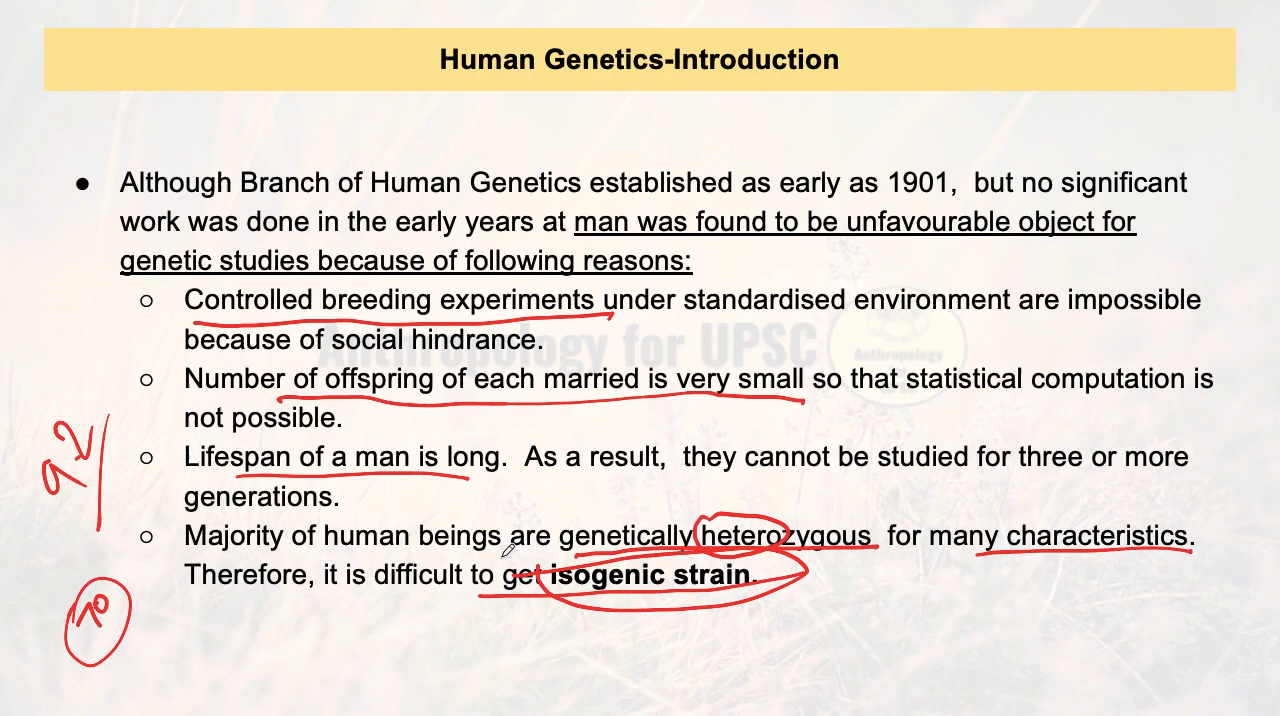 Human Genetics-Introduction
● Although Branch of Human Genetics established as early as 1901, but no significant
work was done in the early years at man was found to be unfavourable object for
genetic studies because of following reasons:
○ Controlled breeding experiments under standardised environment are impossible
because of social hindrance.
Anthropology for UPSC
Anthropology
○ Number of offspring of each married is very small so that statistical computation is
not possible.
92
○ Lifespan of a man is long. As a result, they cannot be studied for three or more
generations.
○ Majority of human beings are genetically heterozygous for many characteristics.
Therefore, it is difficult to get isogenic strain.